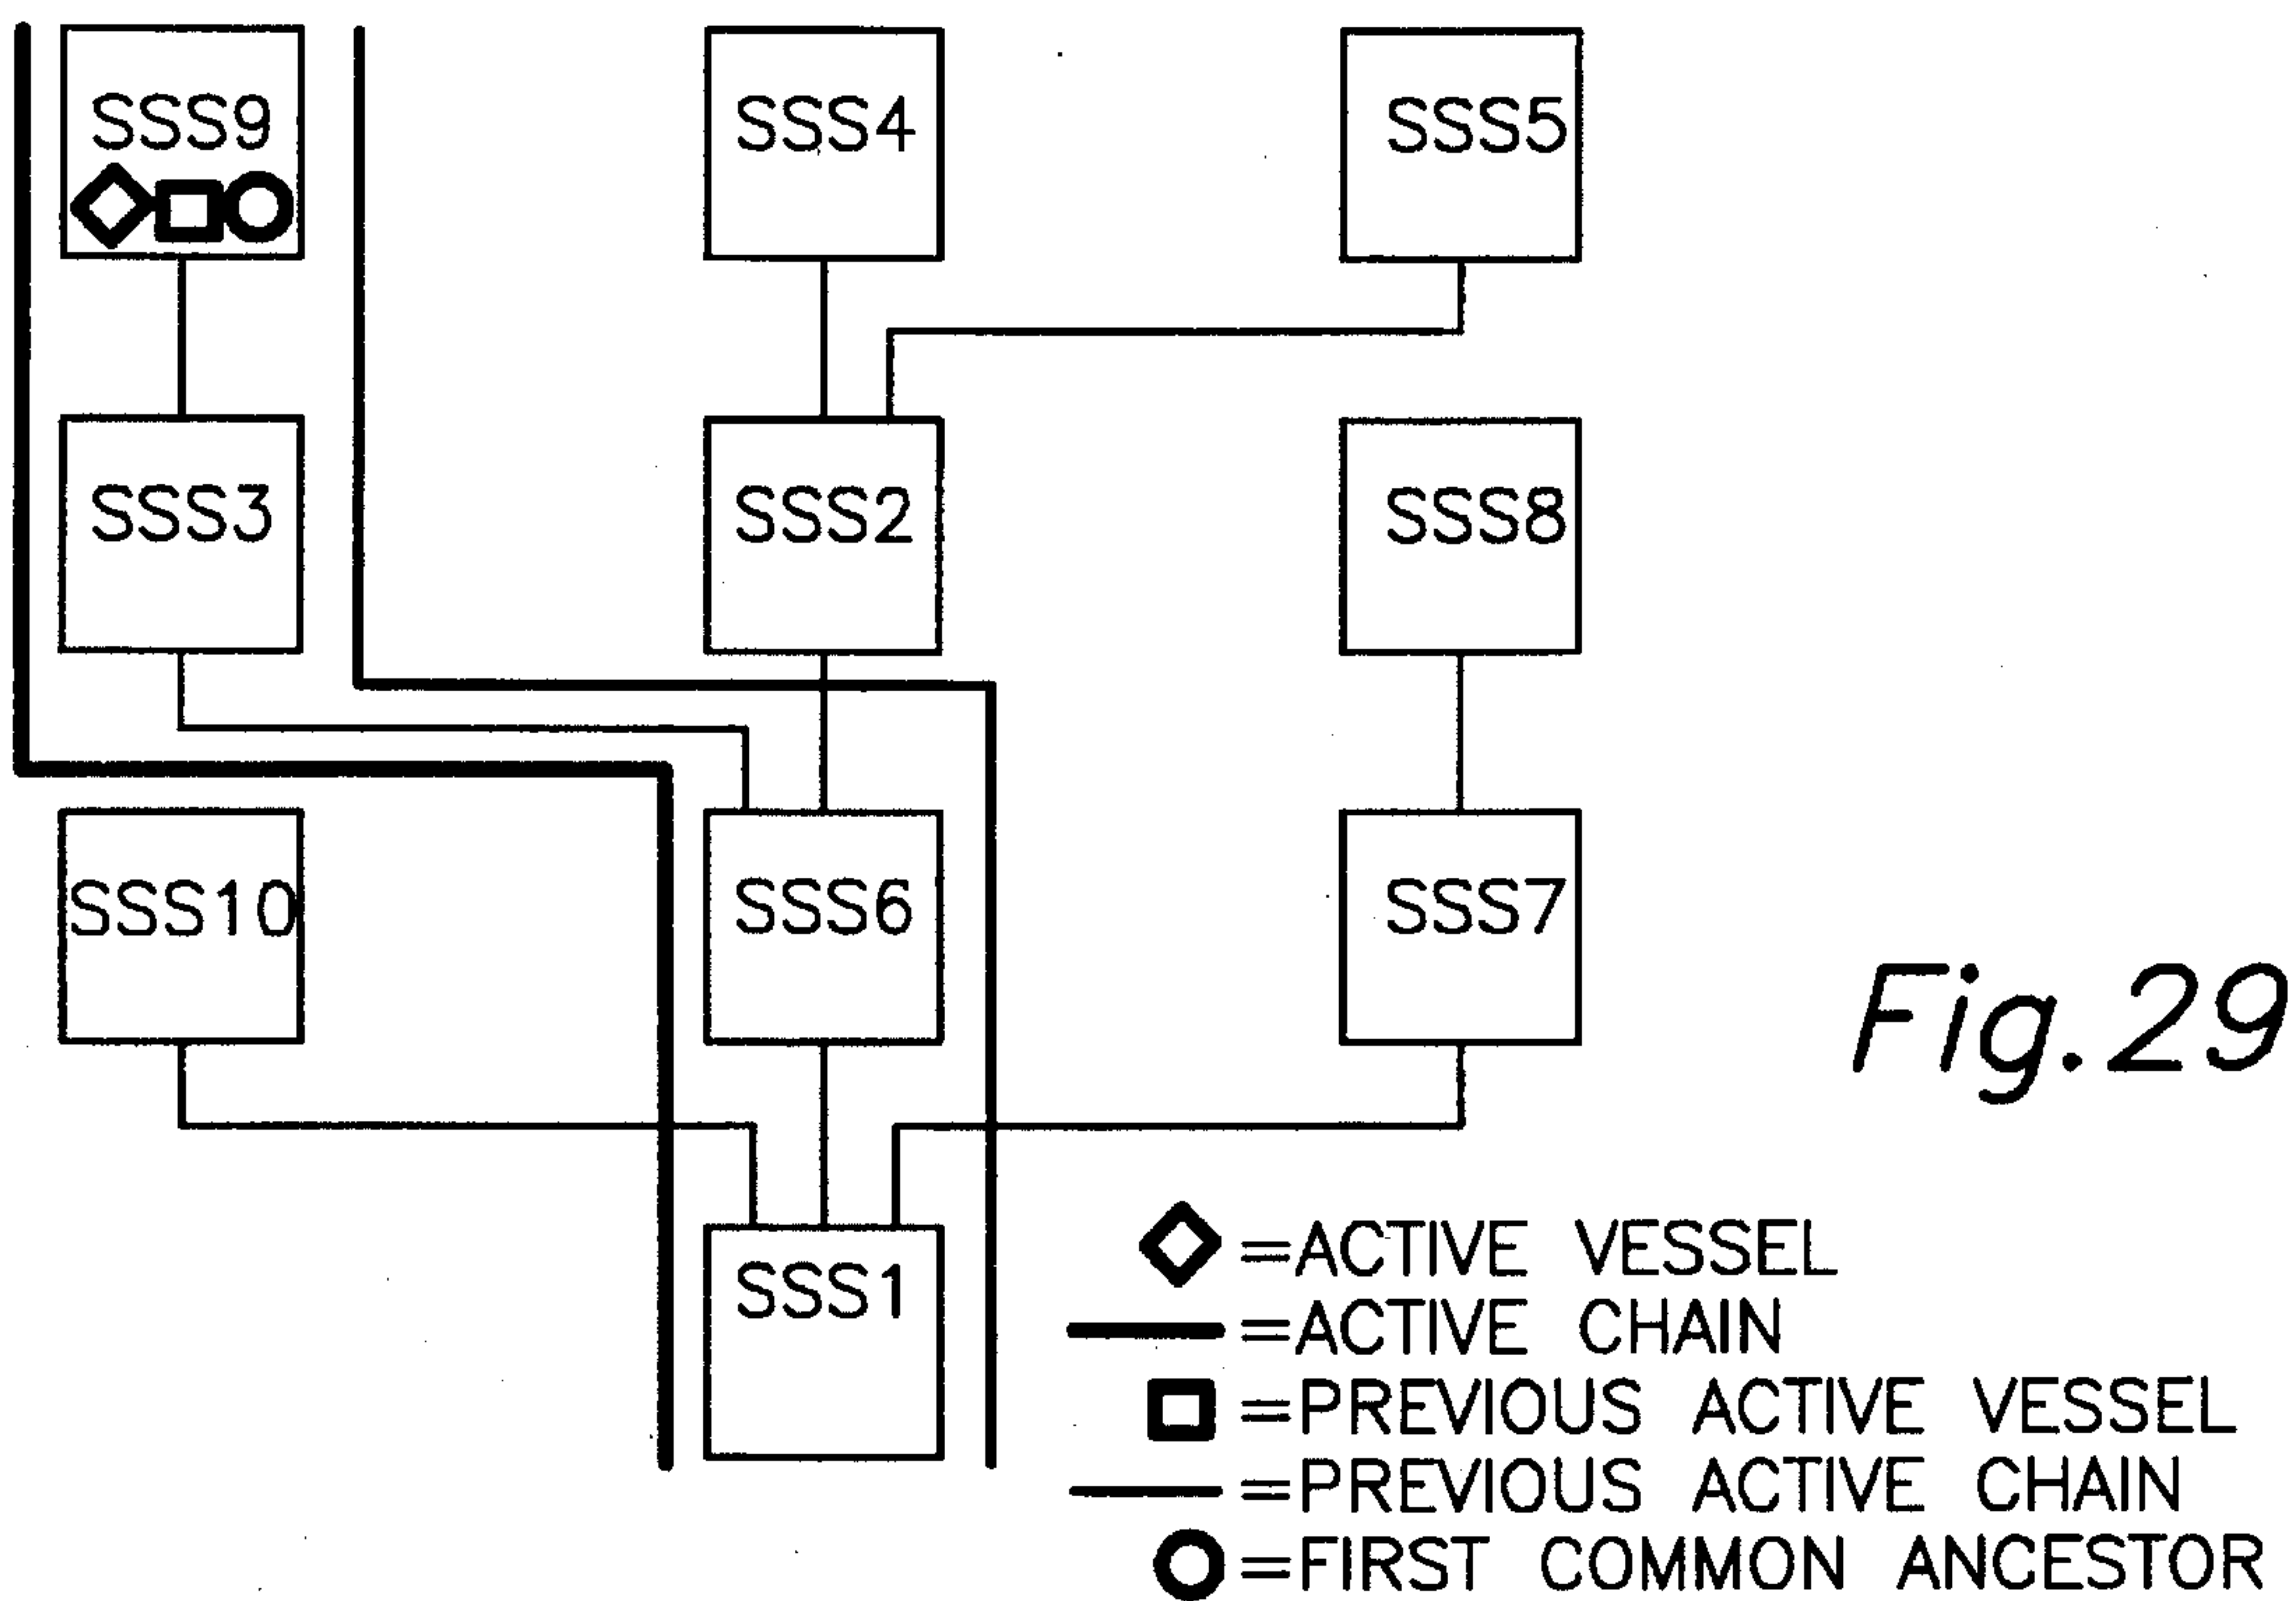 SSS9
SSS4
SSS5
SSS3
SSS2
SSS8
SSS10
SSS6
SSS7
Fig.29
SSS1
=ACTIVE VESSEL
=ACTIVE CHAIN
=PREVIOUS ACTIVE VESSEL
=PREVIOUS ACTIVE CHAIN
=FIRST COMMON ANCESTOR